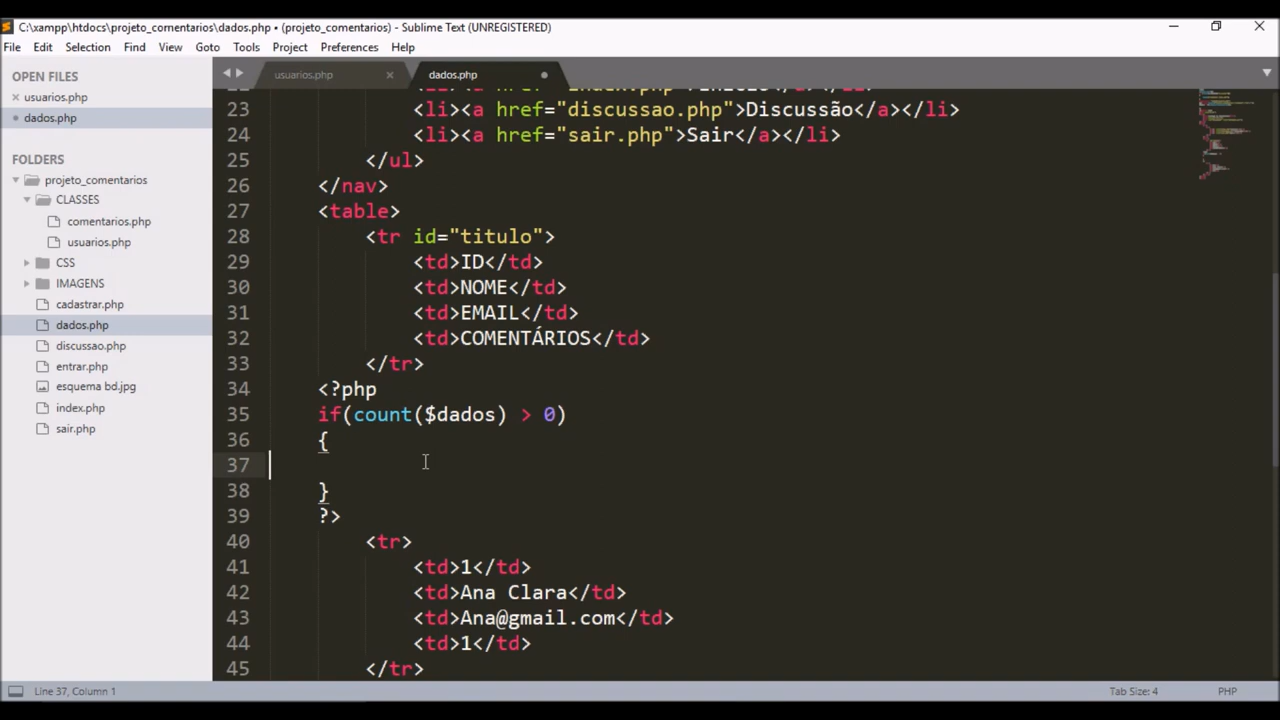 C:\xampp\htdocs\projeto_comentarios\dados.php • (projeto_comentarios) - Sublime Text (UNREGISTERED)
File Edit Selection Find View Goto Tools Project Preferences Help
OPEN FILES
usuarios.php
dados.php
FOLDERS
projeto_comentarios
CLASSES
comentarios.php
usuarios.php
CSS
IMAGENS
cadastrar.php
dados.php
discussao.php
entrar.php
esquema bd.jpg
index.php
sair.php
usuarios.php dados.php
23 <li><a href="discussao.php">Discussão</a></li>
24 <li><a href="sair.php">Sair</a></li>
25 </ul>
26 </nav>
27 <table>
28 <tr id="titulo">
29 <td>ID</td>
30 <td>NOME</td>
31 <td>EMAIL</td>
32 <td>COMENTÁRIOS</td>
33 </tr>
34 <?php
35 if(count($dados) > 0)
36 {
37
38 }
39 ?>
40 <tr>
41 <td>1</td>
42 <td>Ana Clara</td>
43 <td>Ana@gmail.com</td>
44 <td>1</td>
45 </tr>
Line 37, Column 1 Tab Size: 4 PHP